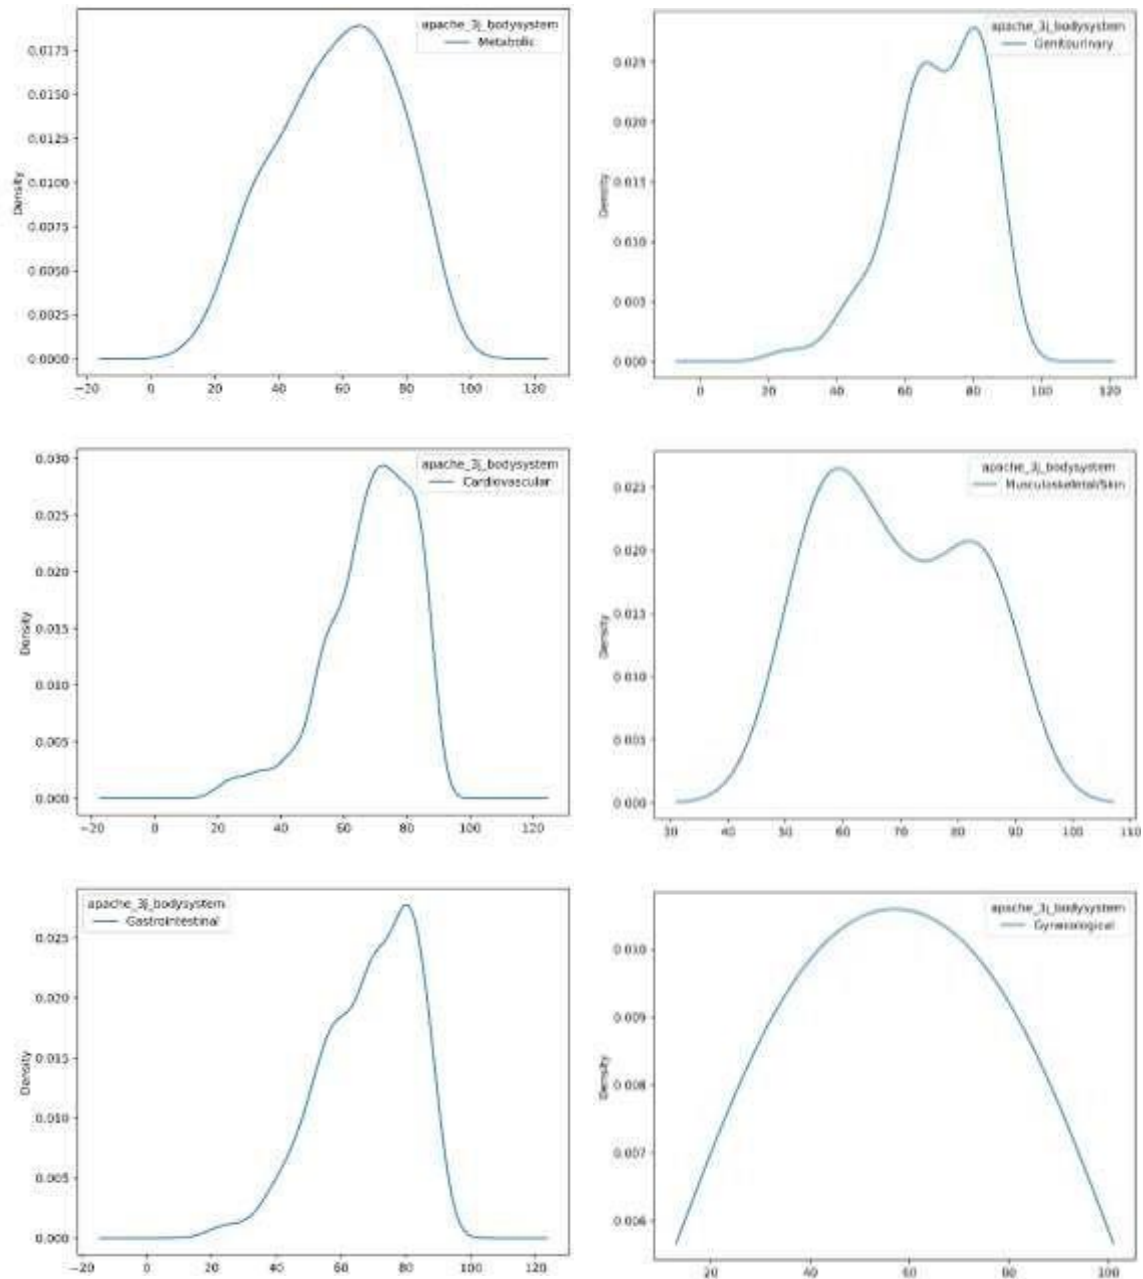 apache_3j_bodysystem
Metabolic
0.0175
0.0150
0.0125
0.0100
0.0075
0.0050
0.0025
0.0000
Density
−20 0 20 40 60 80 100 120
apache_3j_bodysystem
Genitourinary
0.025
0.020
0.015
0.010
0.005
0.000
Density
0 20 40 60 80 100 120
apache_3j_bodysystem
Cardiovascular
0.030
0.025
0.020
0.015
0.010
0.005
0.000
Density
−20 0 20 40 60 80 100 120
apache_3j_bodysystem
Musculoskeletal/Skin
0.025
0.020
0.015
0.010
0.005
0.000
Density
30 40 50 60 70 80 90 100 110
apache_3j_bodysystem
Gastrointestinal
0.025
0.020
0.015
0.010
0.005
0.000
Density
−20 0 20 40 60 80 100 120
apache_3j_bodysystem
Gynecological
0.010
0.009
0.008
0.007
0.006
Density
20 40 60 80 100